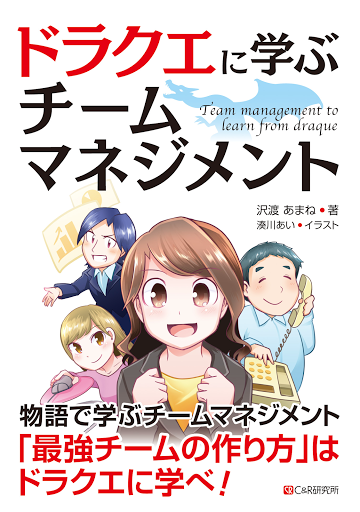 ドラクエに学ぶ
チーム
マネジメント
Team management to
learn from draque
沢渡 あまね●著
湊川あい●イラスト
物語で学ぶチームマネジメント
「最強チームの作り方」は
ドラクエに学べ!
C&R研究所